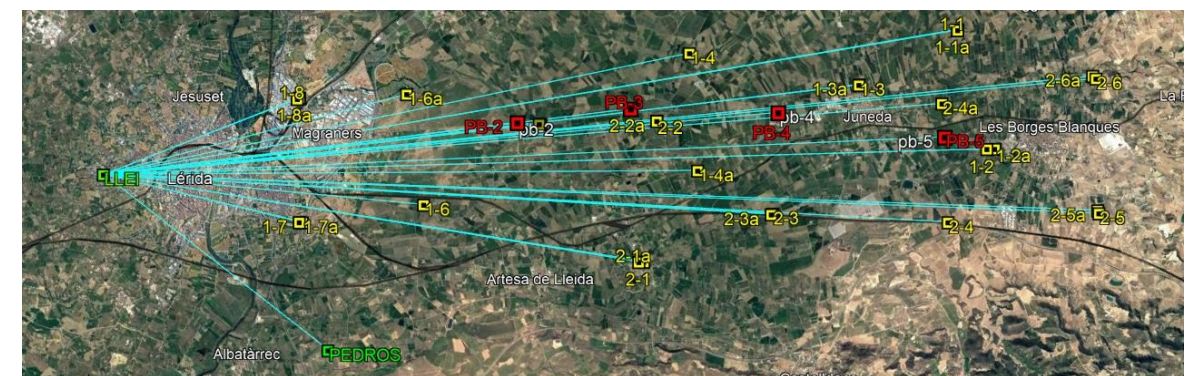 1-1
1-1a
1-4
2-6a
2-6
1-3a
1-3
Jesuset
1-8
1-6a
1-8a
PB-3
2-4a
Magraners
PB-2
pb-2
2-2a
2-2
pb-4
PB-4
Juneda
Les Borges Blanques
pb-5
PB-5
1-2
1-2a
LLEI
Lérida
1-4a
1-6
2-3a
2-3
2-5a
2-5
1-7
1-7a
2-4
2-1a
2-1
Artesa de Lleida
Albatàrrec
PEDROS